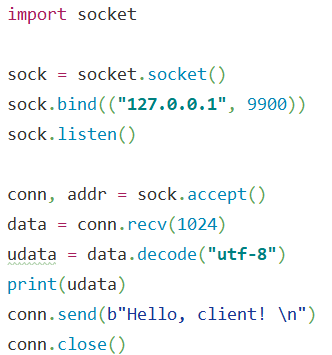 import socket
sock = socket.socket()
sock.bind(("127.0.0.1", 9900))
sock.listen()
conn, addr = sock.accept()
data = conn.recv(1024)
udata = data.decode("utf-8")
print(udata)
conn.send(b"Hello, client! \n")
conn.close()